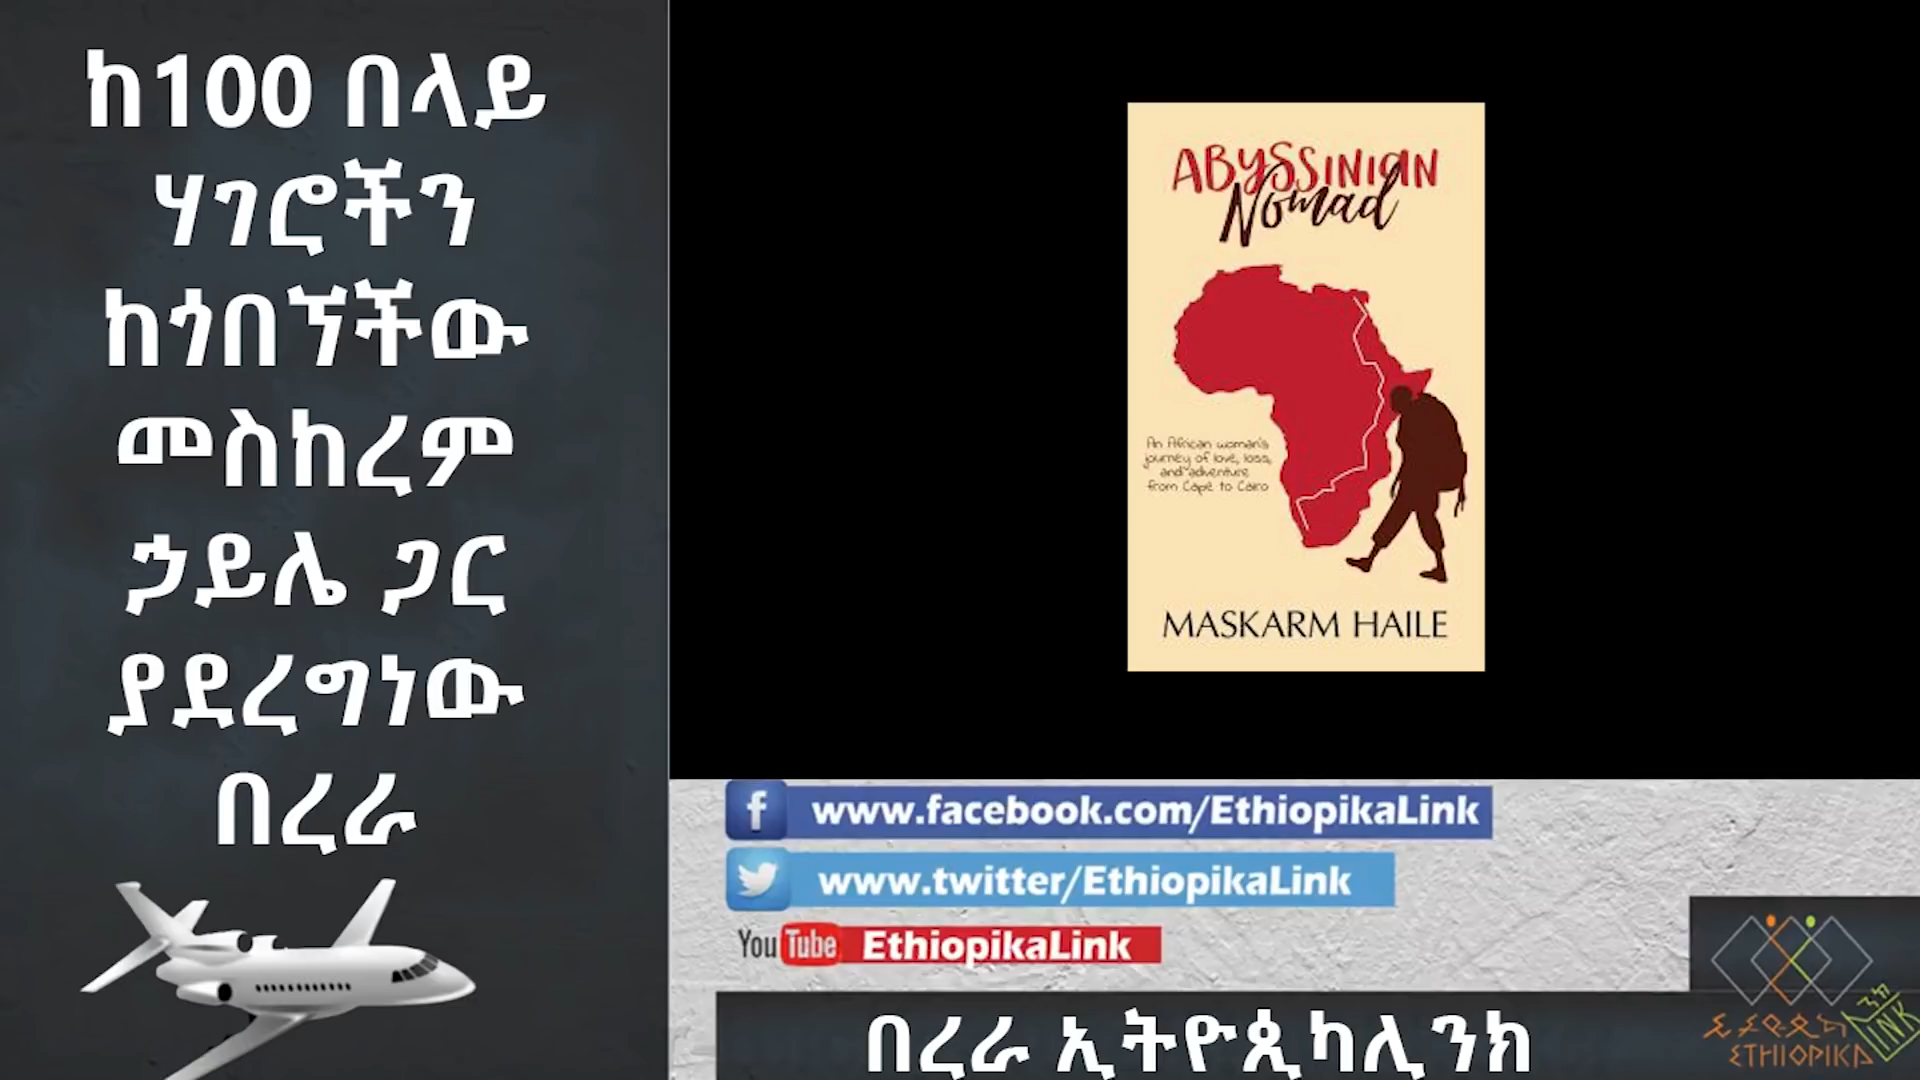 ከ100 በላይ
ሃገሮችን
ከጎበኘችው
መስከረም
ኃይሌ ጋር
ያደረግነው
በረራ
ABYSSINIAN
Nomad
An African woman's
journey of love, loss,
and adventure
from Cape to Cairo
MASKARM HAILE
www.facebook.com/EthiopikaLink
www.twitter/EthiopikaLink
YouTube EthiopikaLink
በረራ ኢትዮጲካሊንክ
ኢትዮጲካ
ሊንክ
LINK
ETHIOPIKA